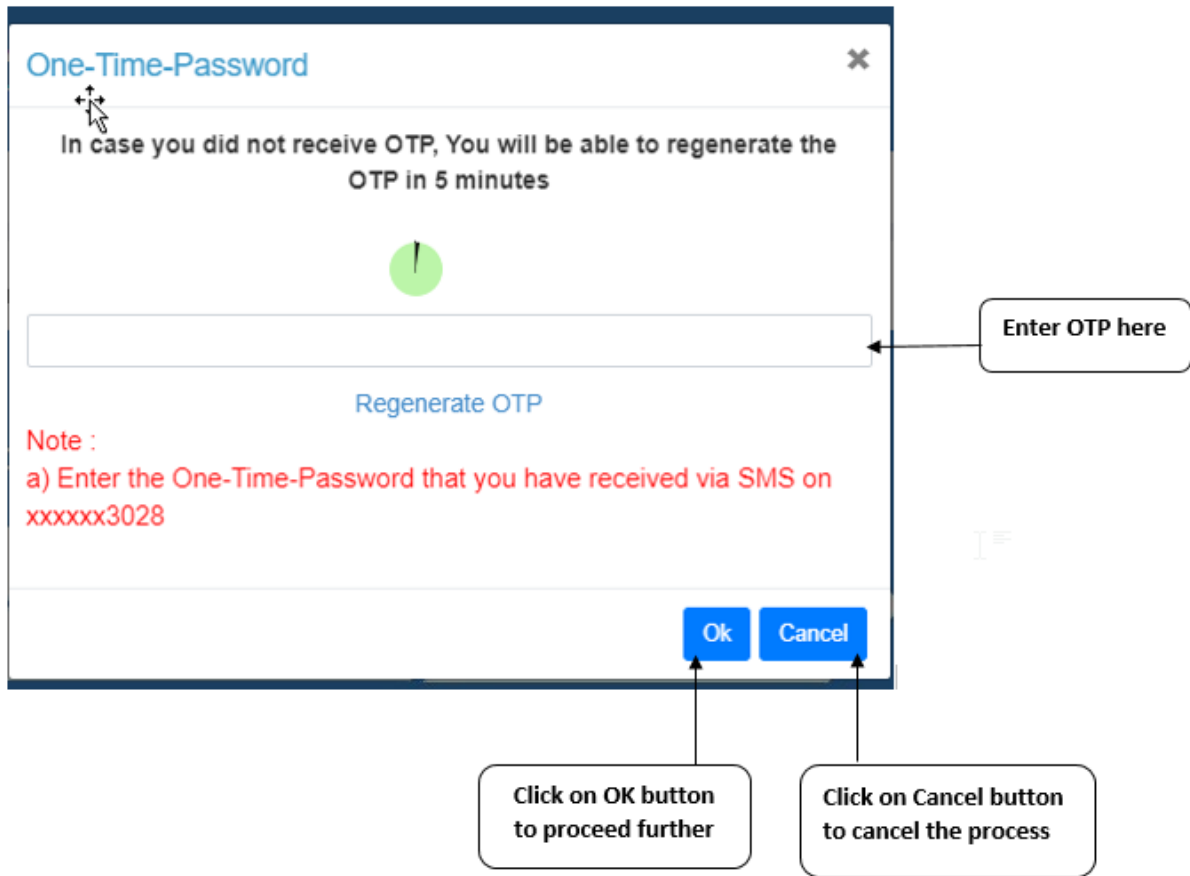 One-Time-Password
In case you did not receive OTP, You will be able to regenerate the
OTP in 5 minutes
Enter OTP here
Regenerate OTP
Note :
a) Enter the One-Time-Password that you have received via SMS on
xxxxxx3028
Ok
Cancel
Click on OK button
to proceed further
Click on Cancel button
to cancel the process